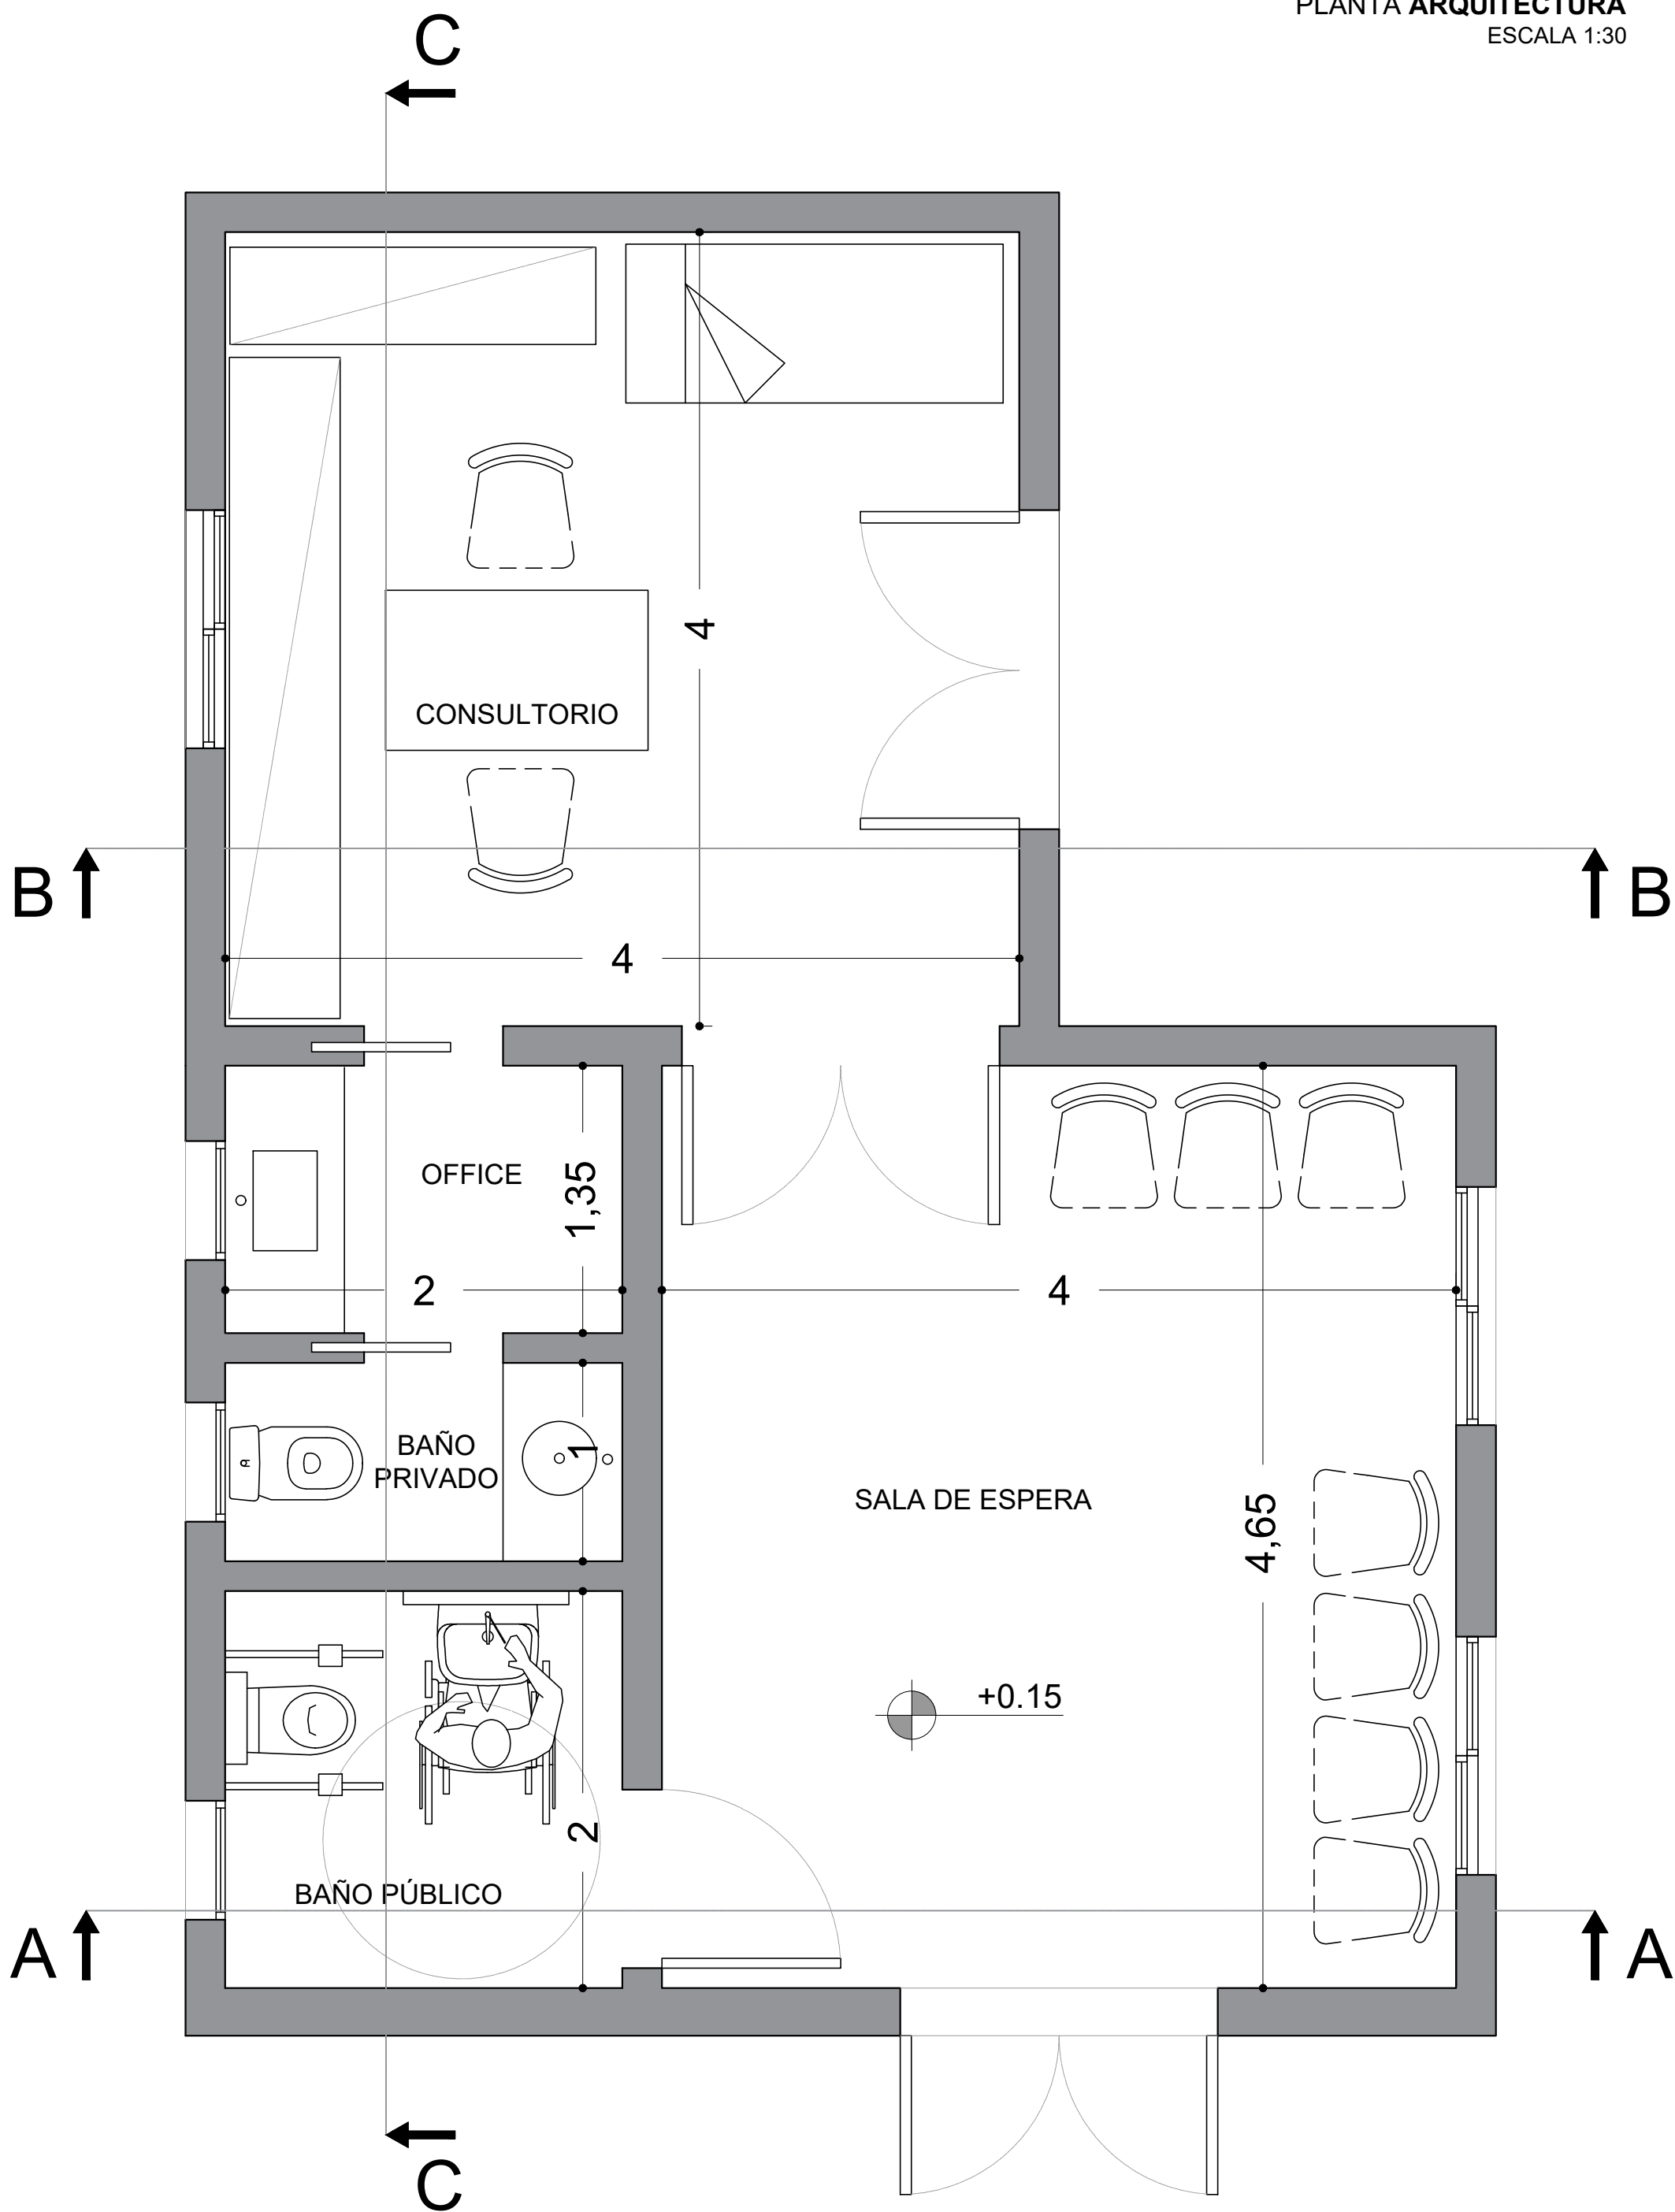 PLANTA ARQUITECTURA
ESCALA 1:30
C
4
CONSULTORIO
B
B
4
OFFICE
1,35
2
4
BAÑO
PRIVADO
1
SALA DE ESPERA
4,65
+0.15
2
BAÑO PÚBLICO
A
A
C